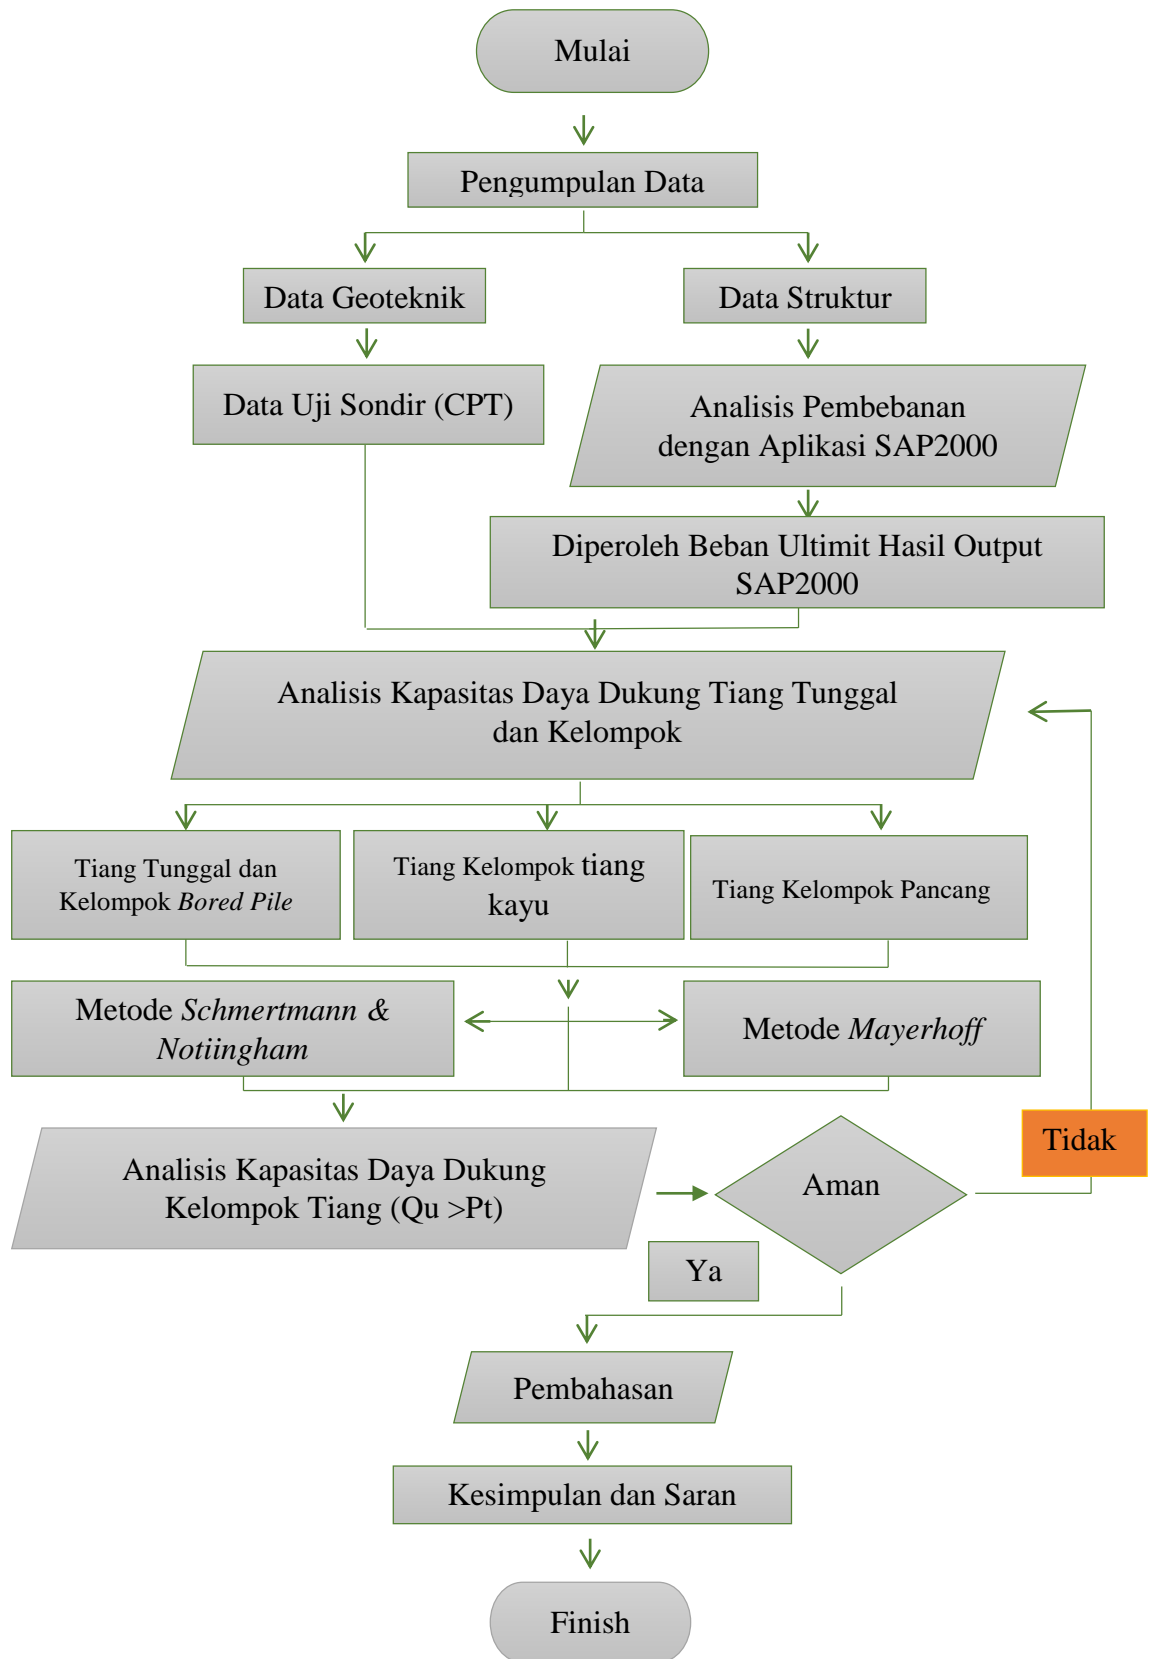 Mulai
Pengumpulan Data
Data Geoteknik
Data Struktur
Data Uji Sondir (CPT)
Analisis Pembebanan
dengan Aplikasi SAP2000
Diperoleh Beban Ultimit Hasil Output
SAP2000
Analisis Kapasitas Daya Dukung Tiang Tunggal
dan Kelompok
Tiang Tunggal dan
Kelompok Bored Pile
Tiang Kelompok tiang
kayu
Tiang Kelompok Pancang
Metode Schmertmann &
Notiingham
Metode Mayerhoff
Analisis Kapasitas Daya Dukung
Kelompok Tiang (Qu >Pt)
Aman
Tidak
Ya
Pembahasan
Kesimpulan dan Saran
Finish